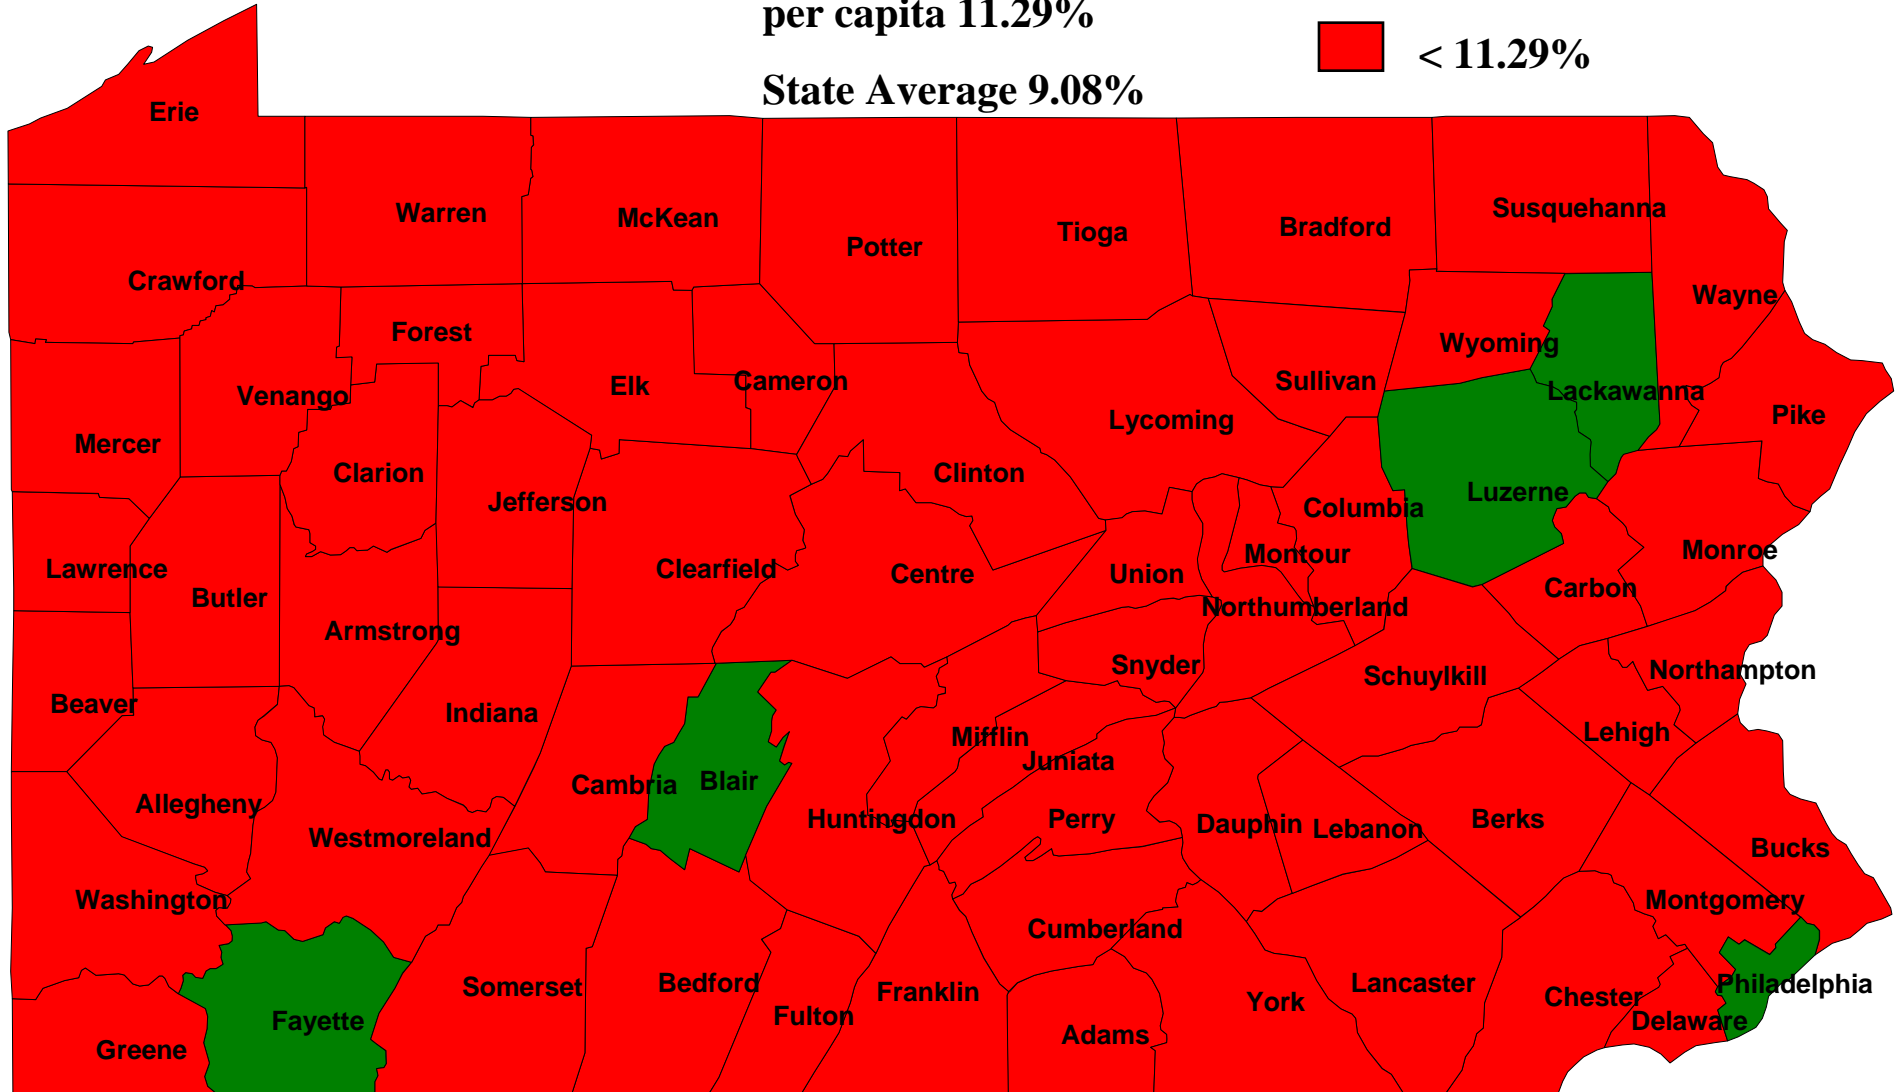 per capita 11.29%
< 11.29%
State Average 9.08%
Erie
Warren
McKean
Potter
Tioga
Bradford
Susquehanna
Crawford
Wayne
Forest
Wyoming
Venango
Elk
Cameron
Sullivan
Lackawanna
Mercer
Lycoming
Pike
Clarion
Clinton
Jefferson
Columbia
Luzerne
Lawrence
Clearfield
Centre
Union
Montour
Monroe
Butler
Carbon
Armstrong
Northumberland
Snyder
Schuylkill
Northampton
Beaver
Indiana
Mifflin
Lehigh
Juniata
Cambria
Blair
Allegheny
Huntingdon
Perry
Dauphin
Lebanon
Berks
Westmoreland
Bucks
Washington
Montgomery
Cumberland
Somerset
Bedford
Franklin
Lancaster
Chester
Philadelphia
Fayette
Fulton
York
Delaware
Greene
Adams